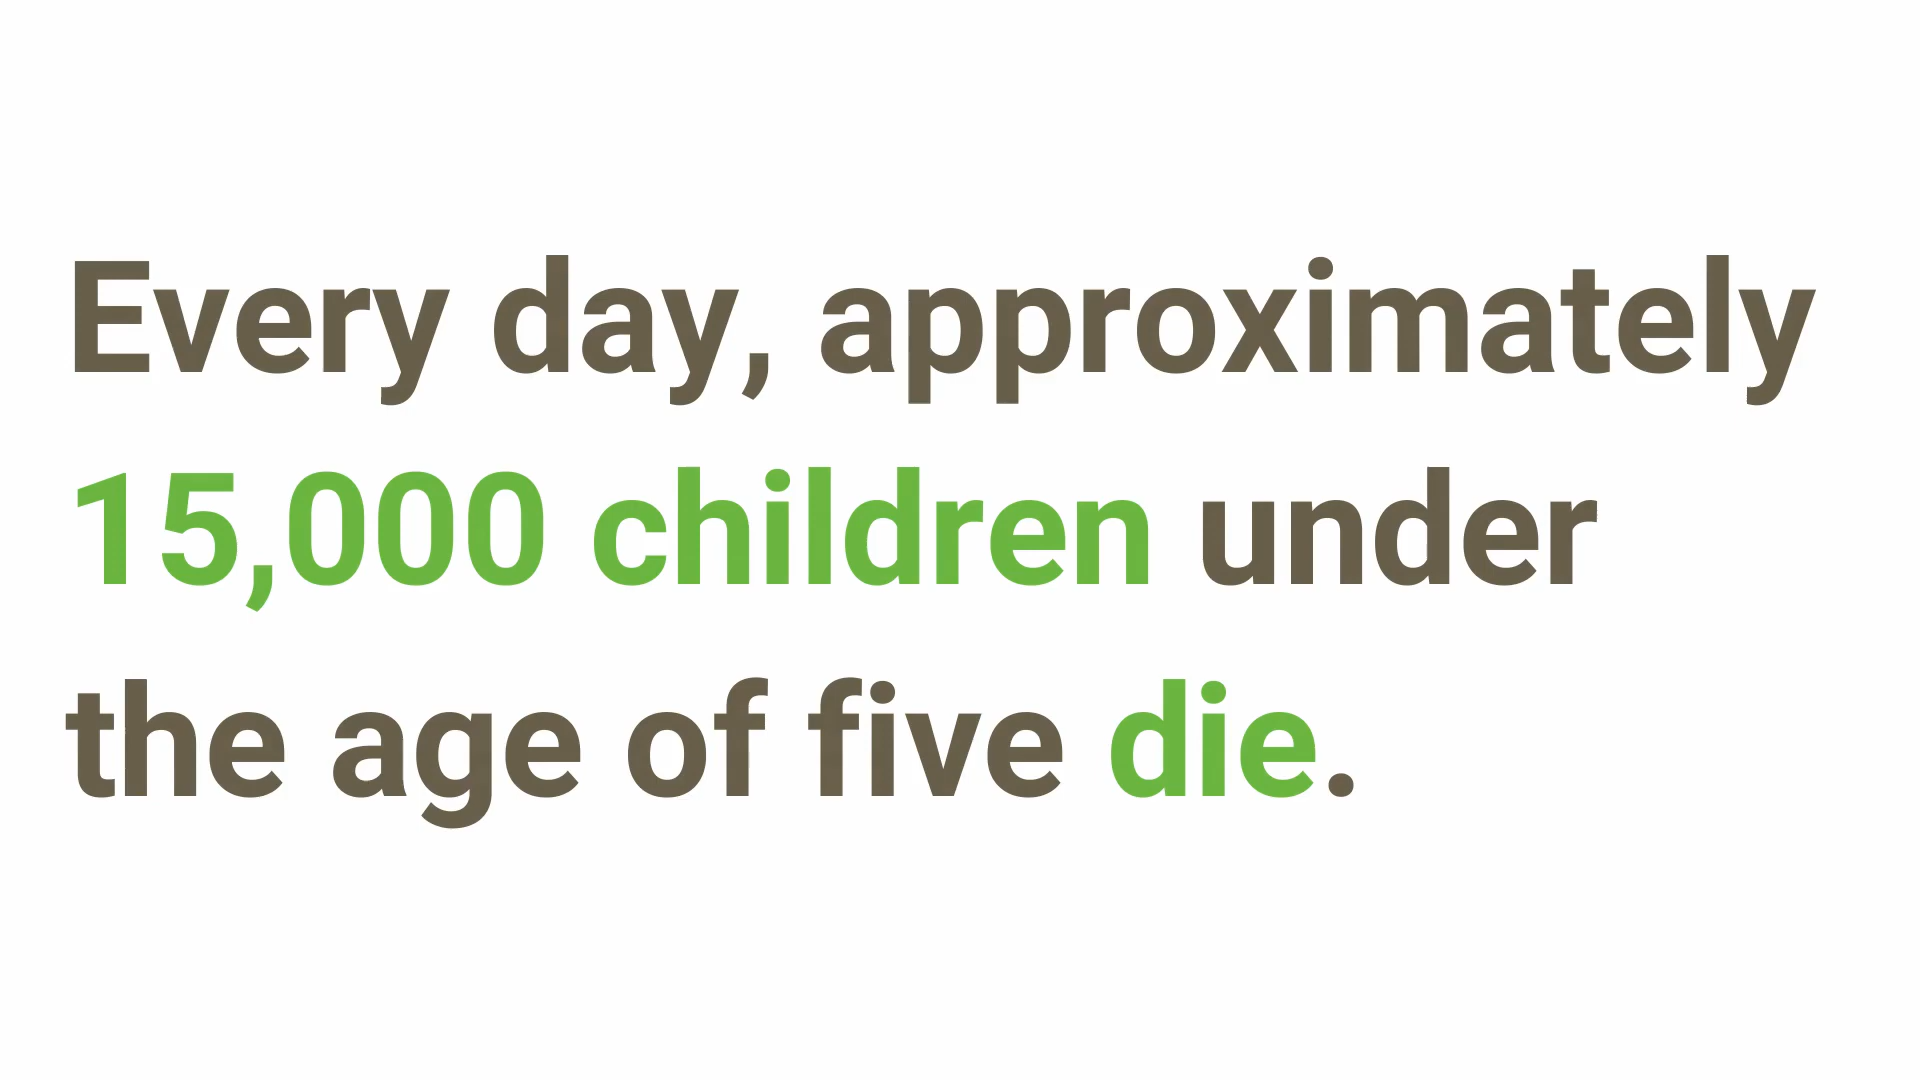 Every day, approximately
15,000 children under
the age of five die.